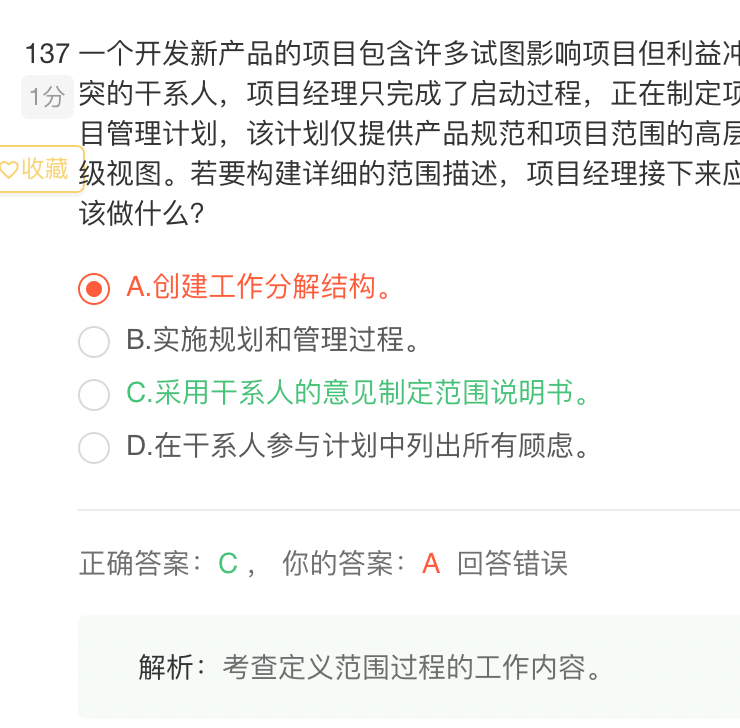 137 一个开发新产品的项目包含许多试图影响项目但利益冲
1分 突的干系人，项目经理只完成了启动过程，正在制定项
目管理计划，该计划仅提供产品规范和项目范围的高层
收藏 级视图。若要构建详细的范围描述，项目经理接下来应
该做什么?
A.创建工作分解结构。
B.实施规划和管理过程。
C.采用干系人的意见制定范围说明书。
D.在干系人参与计划中列出所有顾虑。
正确答案：C， 你的答案：A 回答错误
解析：考查定义范围过程的工作内容。